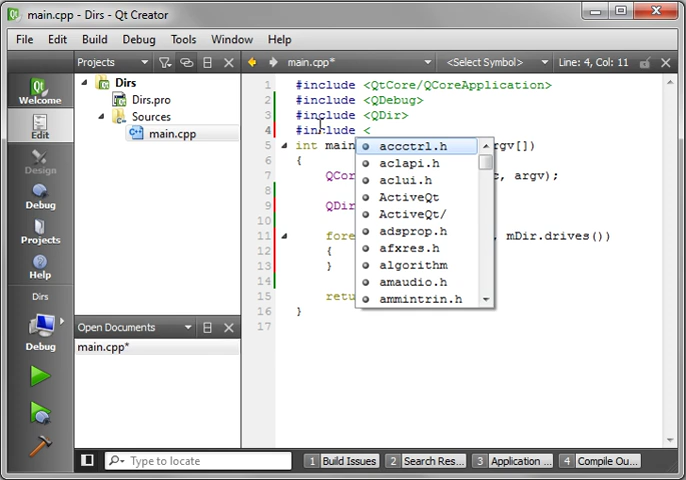 main.cpp - Dirs - Qt Creator
File Edit Build Debug Tools Window Help
Projects main.cpp* <Select Symbol> Line: 4, Col: 11
Qt
Welcome
Edit
Design
Debug
Projects
Help
Dirs
Debug
Dirs
Dirs.pro
Sources
main.cpp
Open Documents
main.cpp*
1 #include <QtCore/QCoreApplication>
2 #include <QDebug>
3 #include <QDir>
4 #include <
5 int main rgv[])
6 {
7 QCor c, argv);
8
9 QDir
10
11 fore , mDir.drives())
12 {
13 }
14
15 retu
16 }
17
accctrl.h
aclapi.h
aclui.h
ActiveQt
ActiveQt/
adsprop.h
afxres.h
algorithm
amaudio.h
ammintrin.h
Type to locate 1 Build Issues 2 Search Res... 3 Application ... 4 Compile Ou...